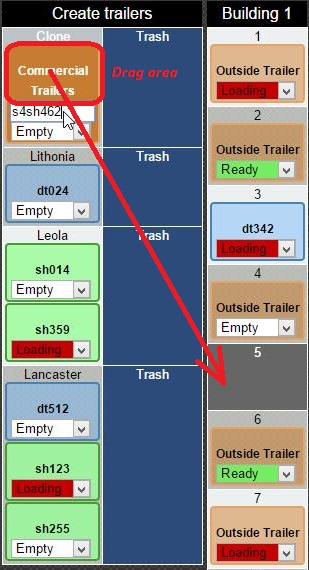 Create trailers
Building 1
Clone
Trash
Commercial
Trailers
Drag area
s4sh462
Empty
Lithonia
Trash
dt024
Empty
Leola
Trash
sh014
Empty
sh359
Loading
Lancaster
Trash
dt512
Empty
sh123
Loading
sh255
Empty
1
Outside Trailer
Loading
2
Outside Trailer
Ready
3
dt342
Loading
4
Outside Trailer
Empty
5
6
Outside Trailer
Ready
7
Outside Trailer
Loading